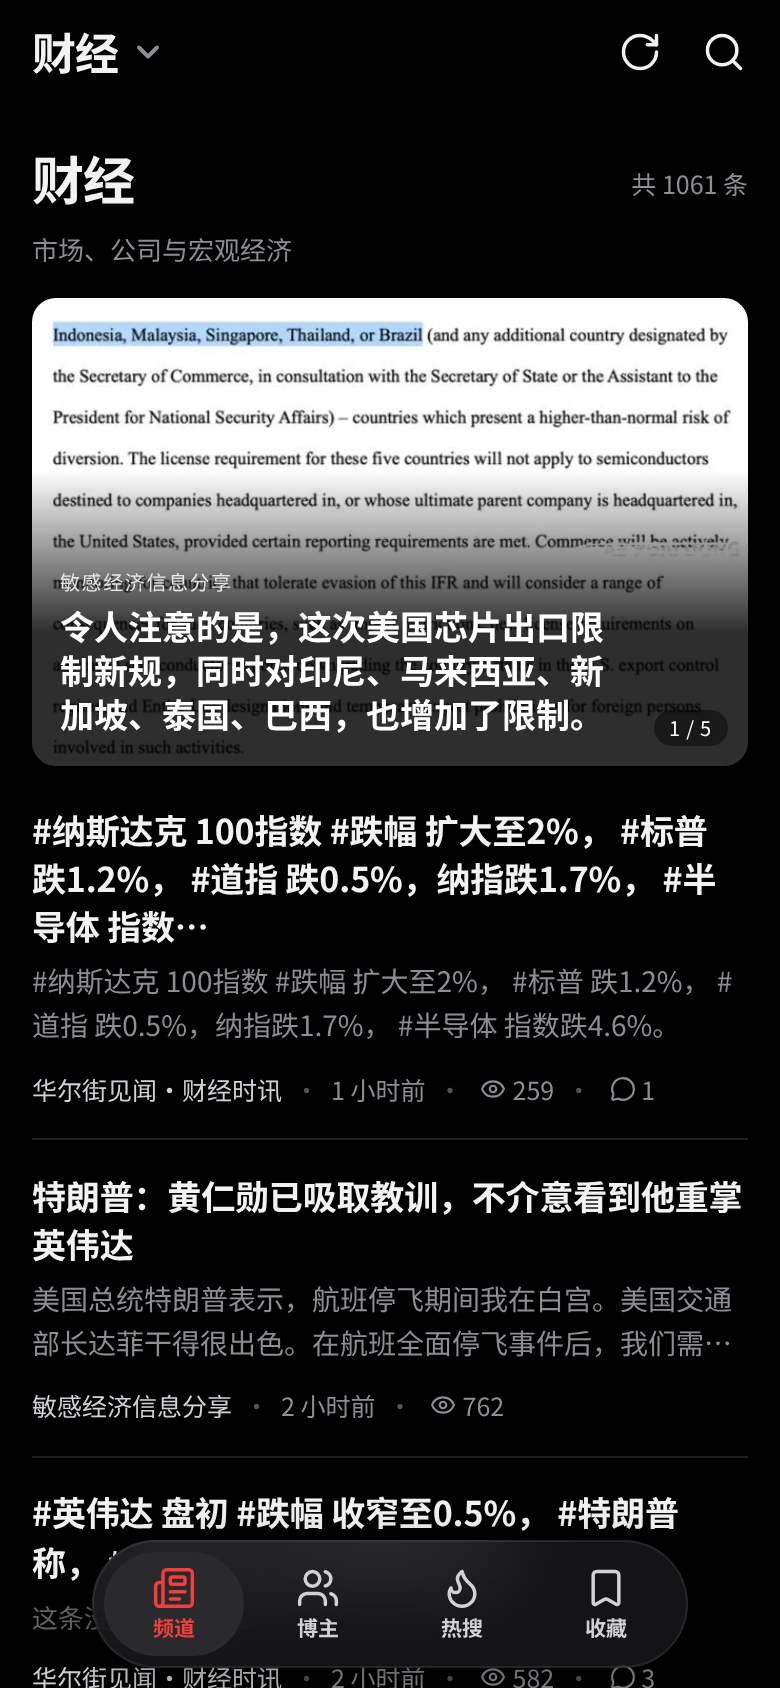 财经
财经
共 1061 条
市场、公司与宏观经济
Indonesia, Malaysia, Singapore, Thailand, or Brazil (and any additional country designated by
the Secretary of Commerce, in consultation with the Secretary of State or the Assistant to the
President for National Security Affairs) – countries which present a higher-than-normal risk of
diversion. The license requirement for these five countries will not apply to semiconductors
destined to companies headquartered in, or whose ultimate parent company is headquartered in,
the United States, provided certain reporting requirements are met. Commerce will be actively
敏感经济信息分享
that tolerate evasion of this IFR and will consider a range of
令人注意的是，这次美国芯片出口限
制新规，同时对印尼、马来西亚、新
加坡、泰国、巴西，也增加了限制。
1 / 5
involved in such activities.
#纳斯达克 100指数 #跌幅 扩大至2%， #标普
跌1.2%， #道指 跌0.5%，纳指跌1.7%， #半
导体 指数…
#纳斯达克 100指数 #跌幅 扩大至2%， #标普 跌1.2%， #
道指 跌0.5%，纳指跌1.7%， #半导体 指数跌4.6%。
华尔街见闻・财经时讯 · 1 小时前 · 259 · 1
特朗普：黄仁勋已吸取教训，不介意看到他重掌
英伟达
美国总统特朗普表示，航班停飞期间我在白宫。美国交通
部长达菲干得很出色。在航班全面停飞事件后，我们需…
敏感经济信息分享 · 2 小时前 · 762
#英伟达 盘初 #跌幅 收窄至0.5%， #特朗普
称，
这条
华尔街见闻・财经时讯 · 2 小时前 · 582 · 3
频道
博主
热搜
收藏